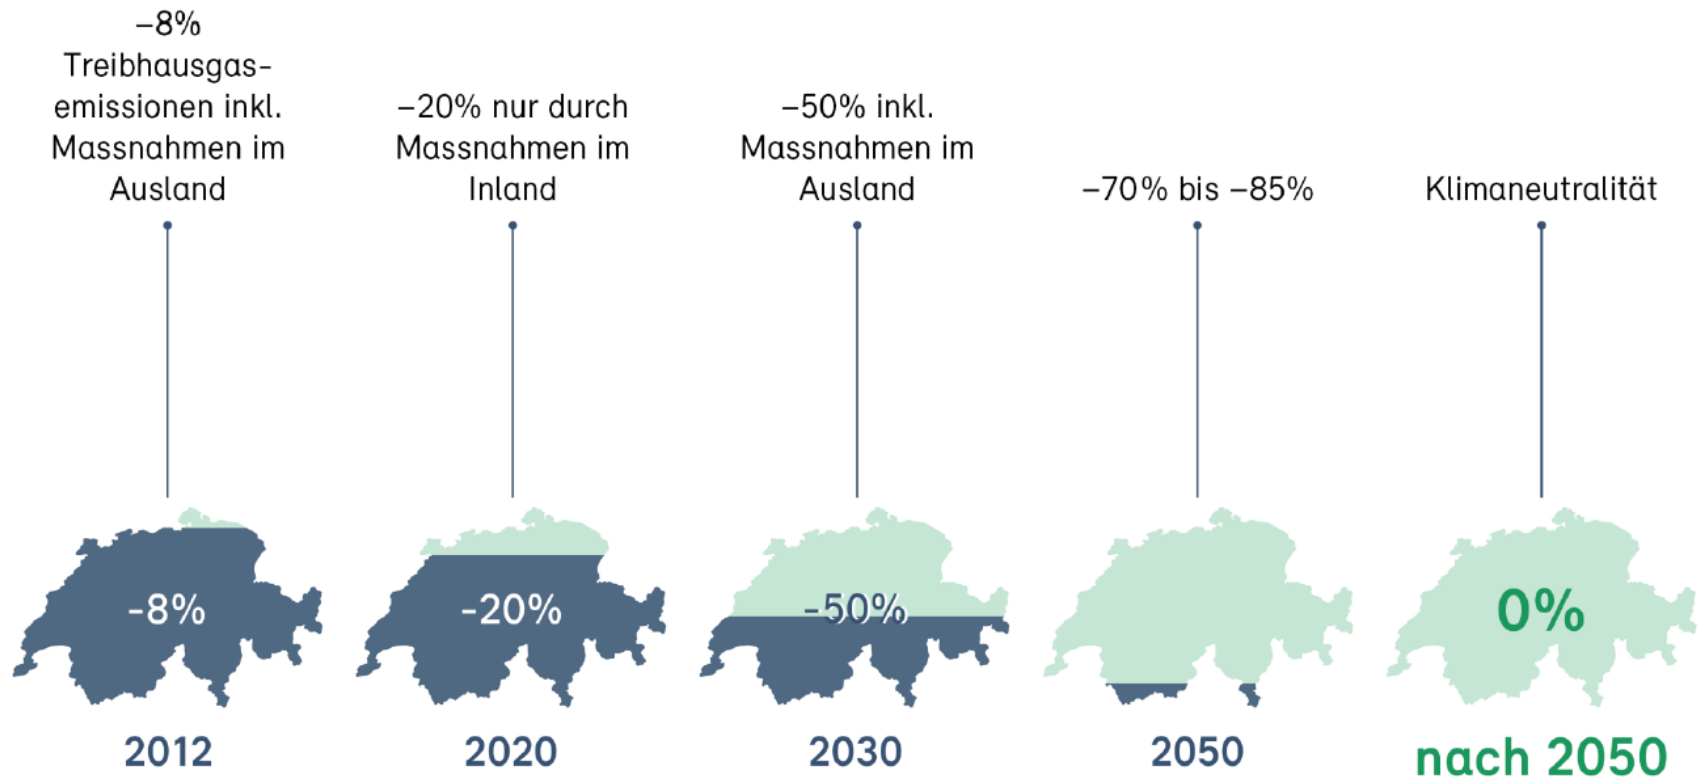 –8%
Treibhausgas-
emissionen inkl.
Massnahmen im
Ausland
–20% nur durch
Massnahmen im
Inland
–50% inkl.
Massnahmen im
Ausland
–70% bis –85%
Klimaneutralität
-8%
-20%
-50%
0%
2012
2020
2030
2050
nach 2050